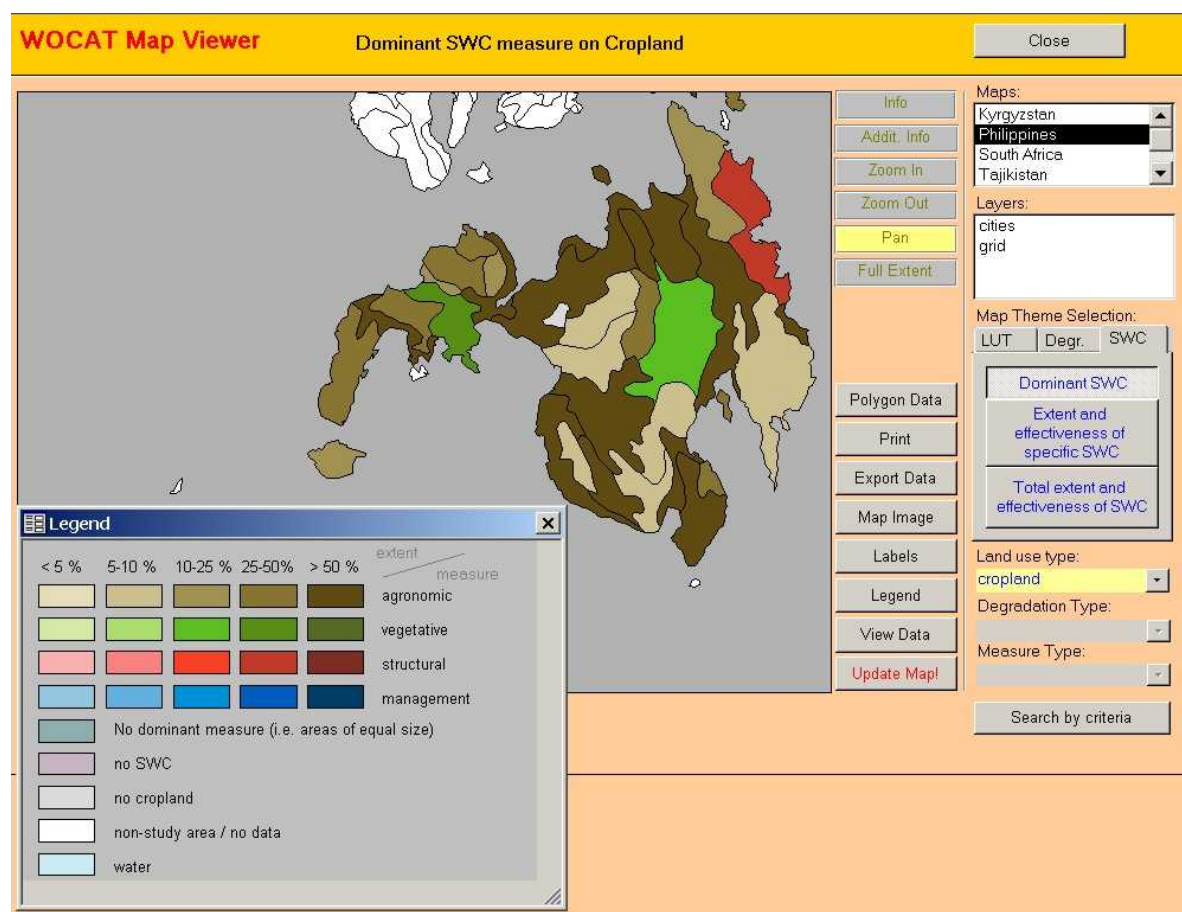 WOCAT Map Viewer
Dominant SWC measure on Cropland
Close
Info
Addit. Info
Zoom In
Zoom Out
Pan
Full Extent
Polygon Data
Print
Export Data
Map Image
Labels
Legend
View Data
Update Map!
Maps:
Kyrgyzstan
Philippines
South Africa
Tajikistan
Layers:
cities
grid
Map Theme Selection:
LUT Degr. SWC
Dominant SWC
Extent and
effectiveness of
specific SWC
Total extent and
effectiveness of SWC
Land use type:
cropland
Degradation Type:
Measure Type:
Search by criteria
Legend
< 5 % 5-10 % 10-25 % 25-50% > 50 %
extent
measure
agronomic
vegetative
structural
management
No dominant measure (i.e. areas of equal size)
no SWC
no cropland
non-study area / no data
water